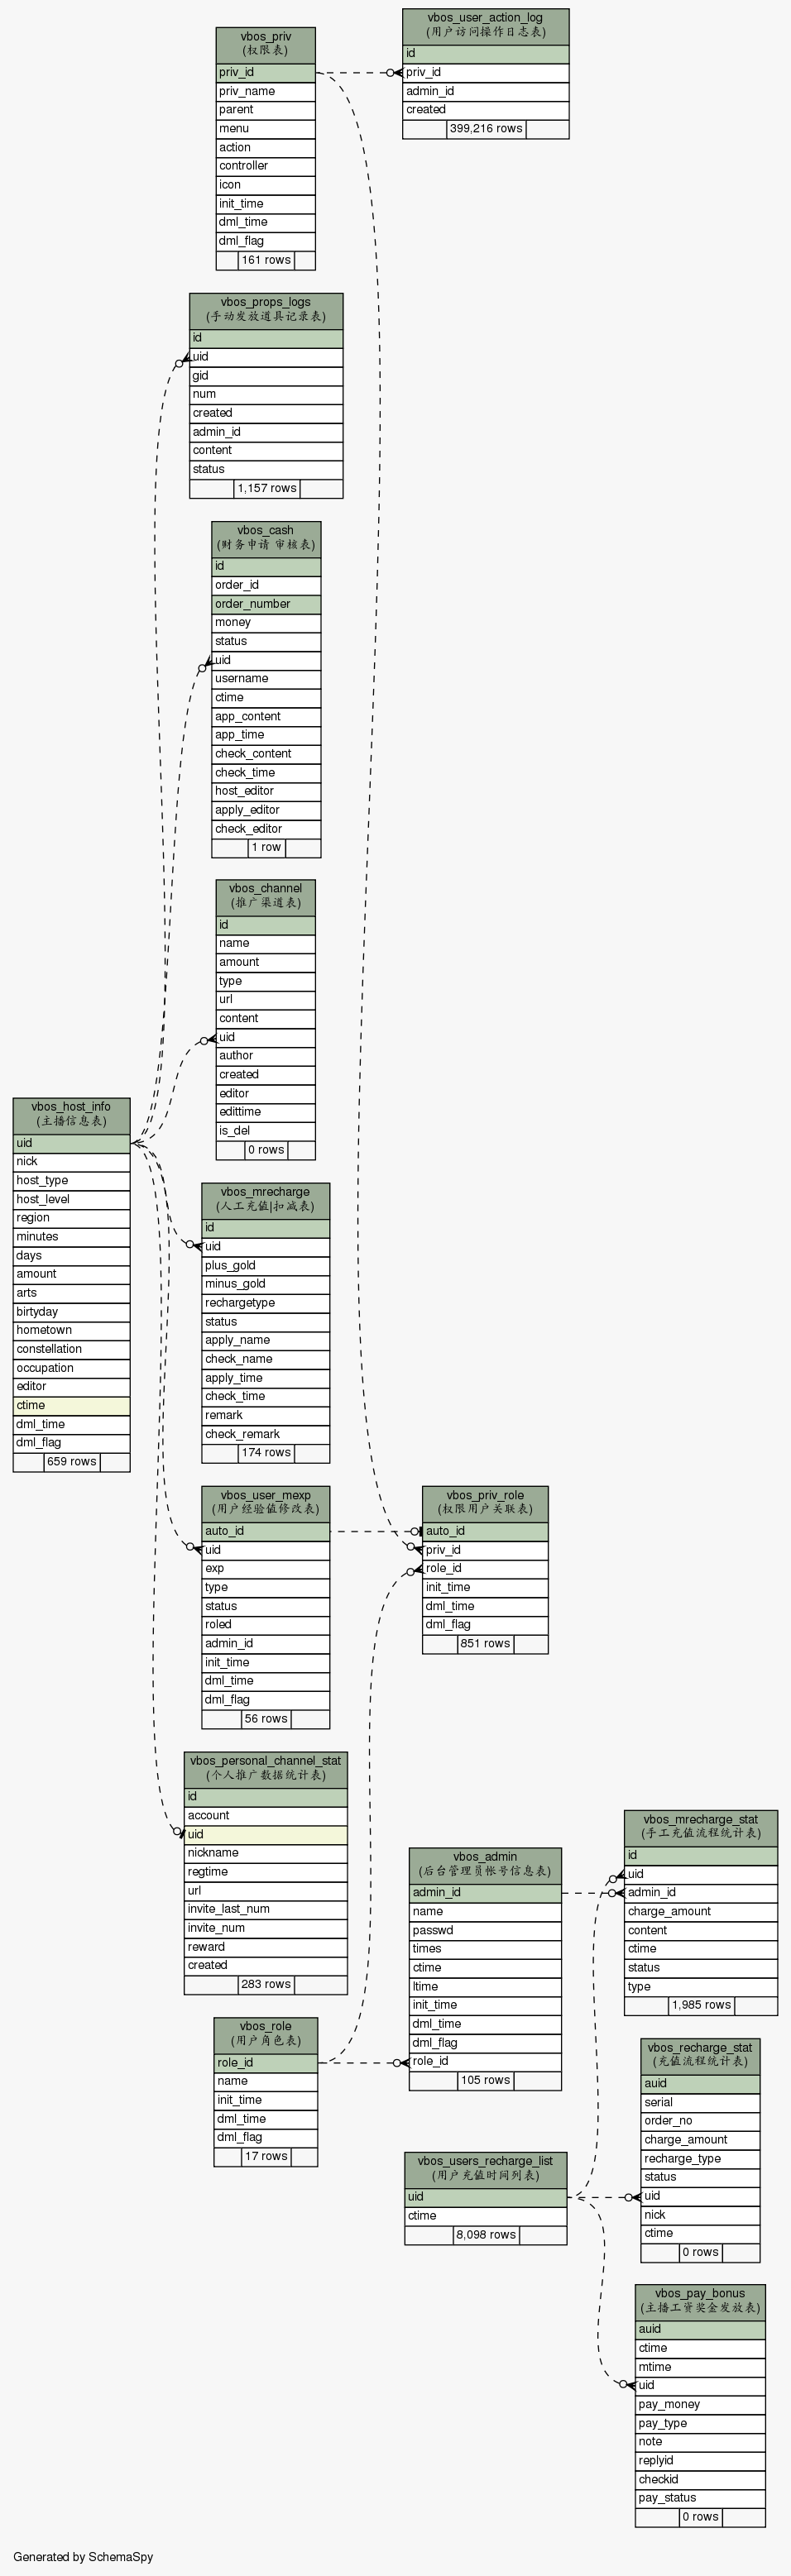 vbos_priv
(权限表)
priv_id
priv_name
parent
menu
action
controller
icon
init_time
dml_time
dml_flag
161 rows
vbos_user_action_log
(用户访问操作日志表)
id
priv_id
admin_id
created
399,216 rows
vbos_props_logs
(手动发放道具记录表)
id
uid
gid
num
created
admin_id
content
status
1,157 rows
vbos_cash
(财务申请 审核表)
id
order_id
order_number
money
status
uid
username
ctime
app_content
app_time
check_content
check_time
host_editor
apply_editor
check_editor
1 row
vbos_channel
(推广渠道表)
id
name
amount
type
url
content
uid
author
created
editor
edittime
is_del
0 rows
vbos_host_info
(主播信息表)
uid
nick
host_type
host_level
region
minutes
days
amount
arts
birtyday
hometown
constellation
occupation
editor
ctime
dml_time
dml_flag
659 rows
vbos_mrecharge
(人工充值|扣减表)
id
uid
plus_gold
minus_gold
rechargetype
status
apply_name
check_name
apply_time
check_time
remark
check_remark
174 rows
vbos_user_mexp
(用户经验值修改表)
auto_id
uid
exp
type
status
roled
admin_id
init_time
dml_time
dml_flag
56 rows
vbos_priv_role
(权限用户关联表)
auto_id
priv_id
role_id
init_time
dml_time
dml_flag
851 rows
vbos_personal_channel_stat
(个人推广数据统计表)
id
account
uid
nickname
regtime
url
invite_last_num
invite_num
reward
created
283 rows
vbos_admin
(后台管理员帐号信息表)
admin_id
name
passwd
times
ctime
ltime
init_time
dml_time
dml_flag
role_id
105 rows
vbos_mrecharge_stat
(手工充值流程统计表)
id
uid
admin_id
charge_amount
content
ctime
status
type
1,985 rows
vbos_role
(用户角色表)
role_id
name
init_time
dml_time
dml_flag
17 rows
vbos_recharge_stat
(充值流程统计表)
auid
serial
order_no
charge_amount
recharge_type
status
uid
nick
ctime
0 rows
vbos_users_recharge_list
(用户充值时间列表)
uid
ctime
8,098 rows
vbos_pay_bonus
(主播工资奖金发放表)
auid
ctime
mtime
uid
pay_money
pay_type
note
replyid
checkid
pay_status
0 rows
Generated by SchemaSpy